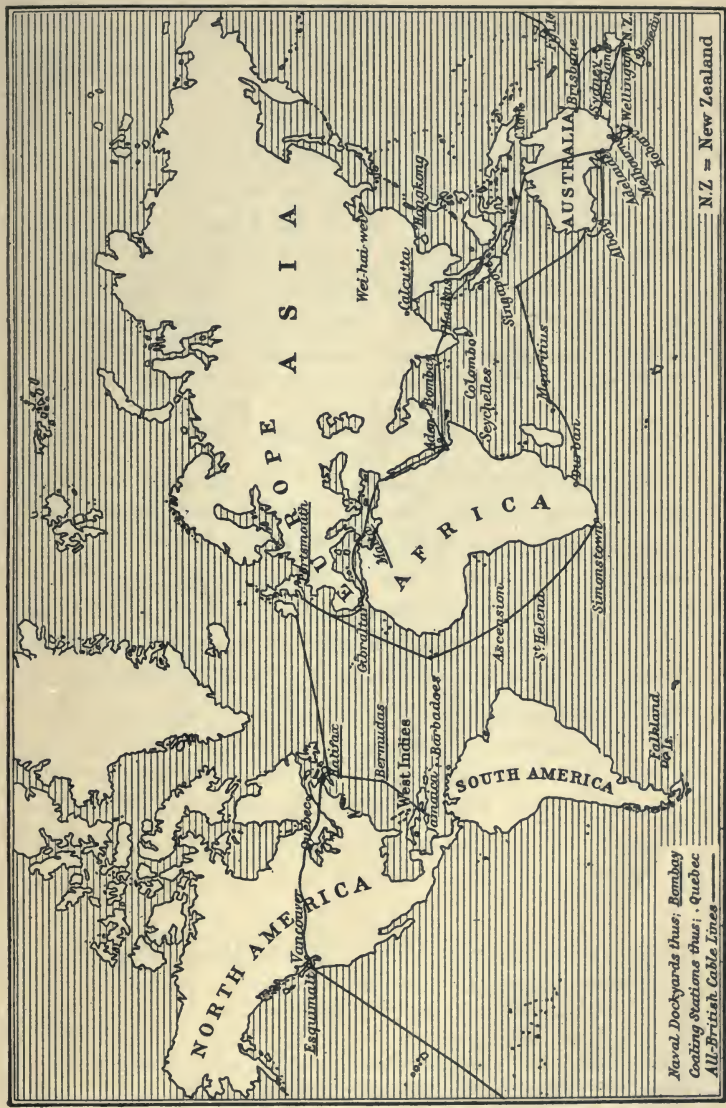 NORTH AMERICA
Vancouver
Esquimalt
Quebec
Halifax
Bermudas
West Indies
Jamaica
Barbadoes
SOUTH AMERICA
Falkland
Is.
EUROPE
Portsmouth
Gibraltar
ASIA
Wei-hai-wei
Hongkong
Calcutta
Madras
Bombay
Aden
Colombo
Seychelles
Singapore
Mauritius
AFRICA
Durban
Ascension
St Helena
Simonstown
AUSTRALIA
Brisbane
Sydney
Auckland
Wellington N.Z
Dunedin
Albany
Adelaide
Melbourne
Hobart
Naval Dockyards thus; Bombay
Coaling Stations thus; . Quebec
All-British Cable Lines
N.Z = New Zealand